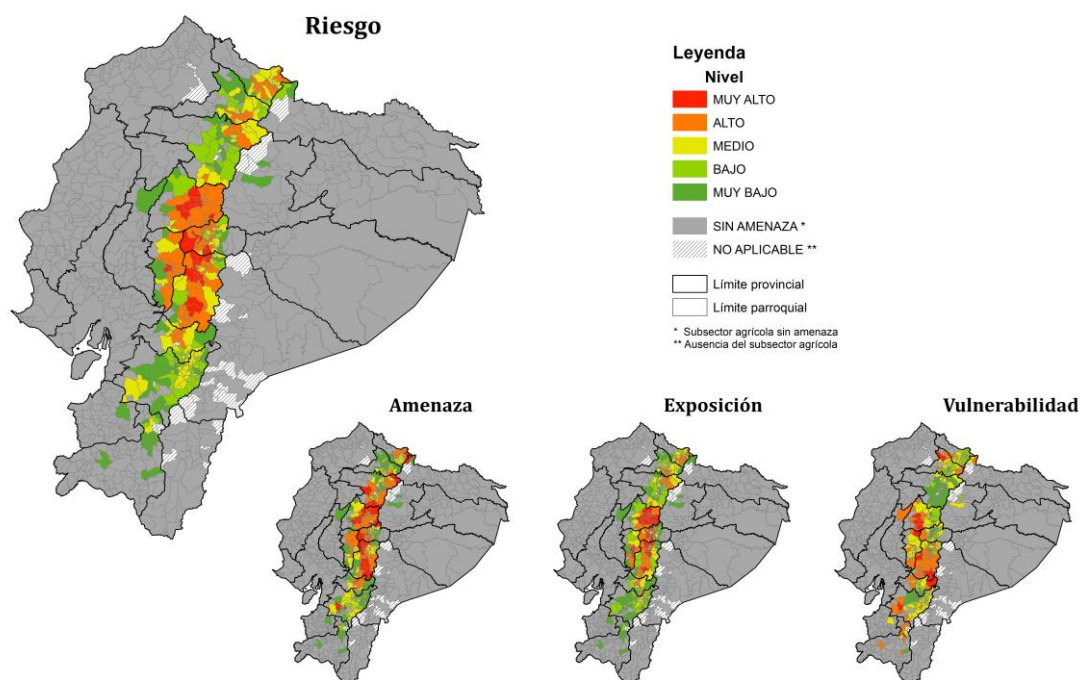 Riesgo
Leyenda
Nivel
MUY ALTO
ALTO
MEDIO
BAJO
MUY BAJO
SIN AMENAZA *
NO APLICABLE **
Límite provincial
Límite parroquial
* Subsector agrícola sin amenaza
** Ausencia del subsector agrícola
Amenaza
Exposición
Vulnerabilidad